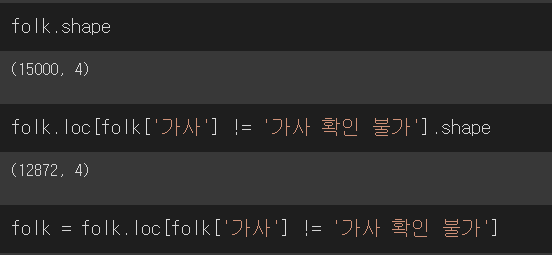 folk.shape
(15000, 4)
folk.loc[folk['가사'] != '가사 확인 불가'].shape
(12872, 4)
folk = folk.loc[folk['가사'] != '가사 확인 불가']